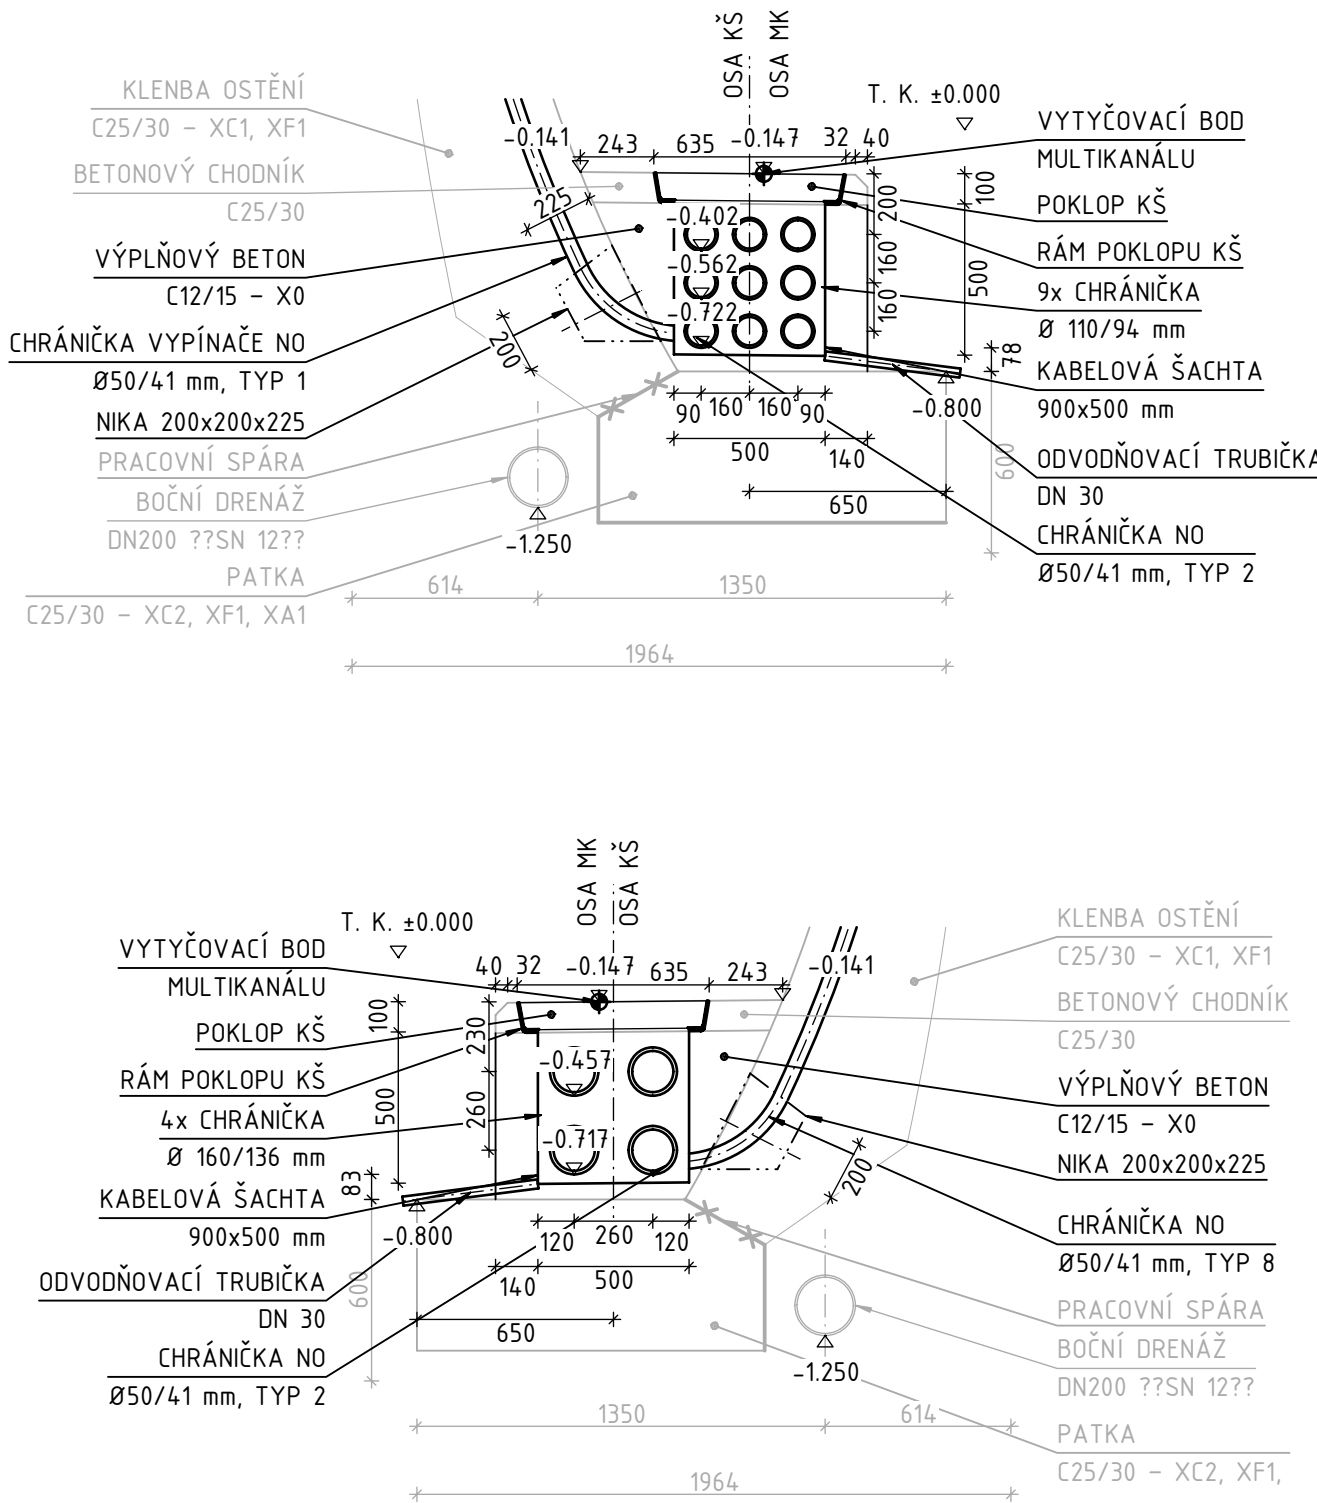 OSA KŠ
OSA MK
T. K. ±0.000
KLENBA OSTĚNÍ
C25/30 – XC1, XF1
BETONOVÝ CHODNÍK
C25/30
VÝPLŇOVÝ BETON
C12/15 – X0
CHRÁNIČKA VYPÍNAČE NO
Ø50/41 mm, TYP 1
NIKA 200x200x225
PRACOVNÍ SPÁRA
BOČNÍ DRENÁŽ
DN200 ??SN 12??
PATKA
C25/30 – XC2, XF1, XA1
-0.141
243
635
-0.147
32
40
225
200
-0.402
-0.562
-0.722
200
160
160
100
500
78
600
90
160
160
90
500
140
650
-0.800
-1.250
614
1350
1964
VYTYČOVACÍ BOD
MULTIKANÁLU
POKLOP KŠ
RÁM POKLOPU KŠ
9x CHRÁNIČKA
Ø 110/94 mm
KABELOVÁ ŠACHTA
900x500 mm
ODVODŇOVACÍ TRUBIČKA
DN 30
CHRÁNIČKA NO
Ø50/41 mm, TYP 2
OSA MK
OSA KŠ
T. K. ±0.000
VYTYČOVACÍ BOD
MULTIKANÁLU
POKLOP KŠ
RÁM POKLOPU KŠ
4x CHRÁNIČKA
Ø 160/136 mm
KABELOVÁ ŠACHTA
900x500 mm
ODVODŇOVACÍ TRUBIČKA
DN 30
CHRÁNIČKA NO
Ø50/41 mm, TYP 2
40
32
-0.147
635
243
-0.141
100
500
83
600
230
260
-0.457
-0.717
200
-0.800
120
260
120
140
500
650
-1.250
1350
614
1964
KLENBA OSTĚNÍ
C25/30 – XC1, XF1
BETONOVÝ CHODNÍK
C25/30
VÝPLŇOVÝ BETON
C12/15 – X0
NIKA 200x200x225
CHRÁNIČKA NO
Ø50/41 mm, TYP 8
PRACOVNÍ SPÁRA
BOČNÍ DRENÁŽ
DN200 ??SN 12??
PATKA
C25/30 – XC2, XF1,